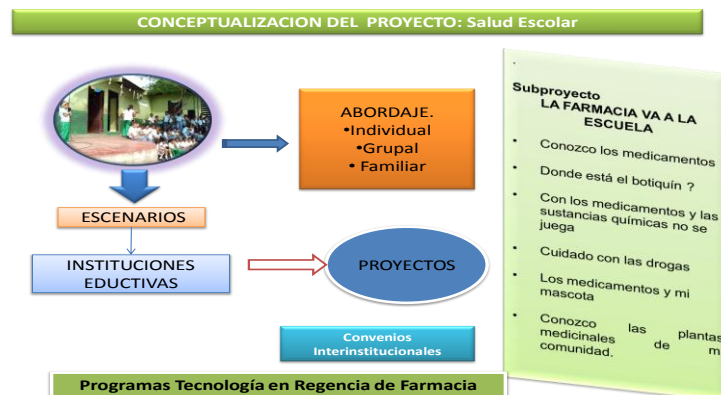 CONCEPTUALIZACION DEL PROYECTO: Salud Escolar
ABORDAJE.
•Individual
•Grupal
• Familiar
ESCENARIOS
INSTITUCIONES
EDUCTIVAS
PROYECTOS
Convenios
Interinstitucionales
Programas Tecnología en Regencia de Farmacia
.
Subproyecto
LA FARMACIA VA A LA
ESCUELA
• Conozco los medicamentos
• Donde está el botiquín ?
• Con los medicamentos y las
sustancias químicas no se
juega
• Cuidado con las drogas
• Los medicamentos y mi
mascota
• Conozco las plantas
medicinales de
comunidad.